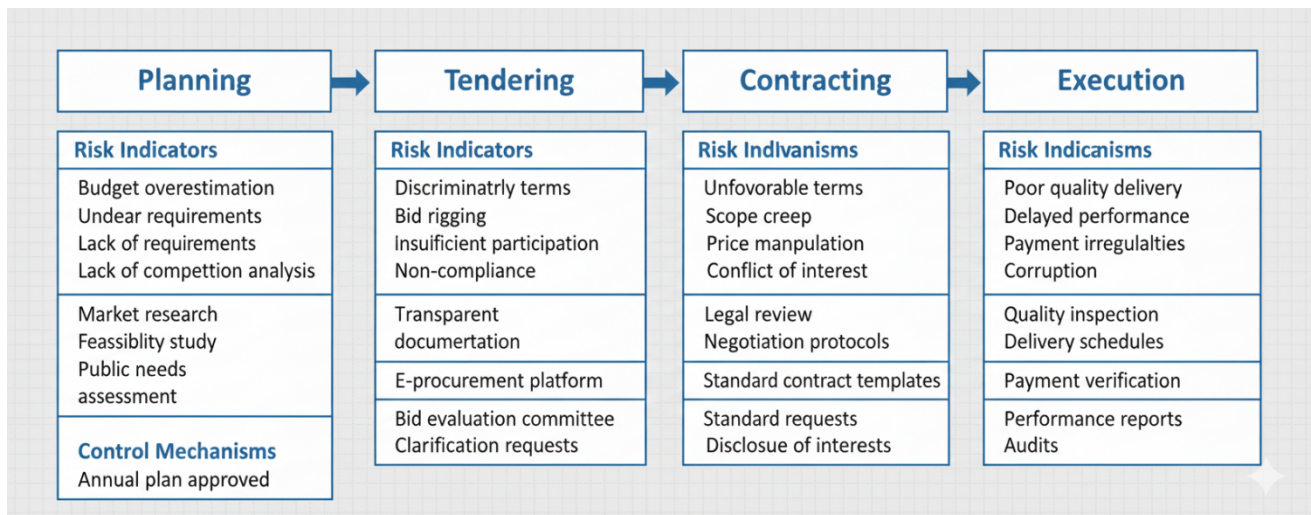 Planning
Tendering
Contracting
Execution
Risk Indicators
Budget overestimation
Undear requirements
Lack of requirements
Lack of compettion analysis
Market research
Feasiblity study
Public needs
assessment
Control Mechanisms
Annual plan approved
Risk Indicators
Discriminatrly terms
Bid rigging
Insuificient participation
Non-compliance
Transparent
documertation
E-procurement platform
Bid evaluation committee
Clarification requests
Risk Indlvanisms
Unfovorable terms
Scope creep
Price manpulation
Conflict of interest
Legal review
Negotiation protocols
Standard contract templates
Standard requests
Disclosue of interests
Risk Indicanisms
Poor quality delivery
Delayed performance
Payment irregulalties
Corruption
Quality inspection
Delivery schedules
Payment verification
Performance reports
Audits